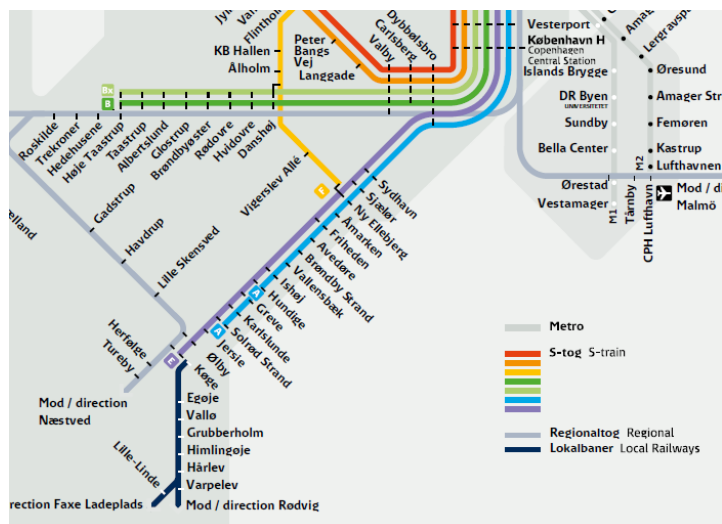 Flintholm
KB Hallen
Ålholm
Peter
Bangs
Vej
Langgade
Valby
Carlsberg
Dybbølsbro
Vesterport
København H
Copenhagen
Central Station
Islands Brygge
DR Byen
UNIVERSITETET
Sundby
Bella Center
Ørestad
Vestamager
M1
Amag
Lergravspa
Øresund
Amager Str
Femøren
Kastrup
Lufthavnen
M2
Tårnby
CPH Lufthavn
Mod / di
Malmö
Bx
B
Roskilde
Trekroner
Hedehusene
Høje Taastrup
Taastrup
Albertslund
Glostrup
Brøndbyøster
Rødovre
Hvidovre
Danshøj
Vigerslev Allé
F
Sydhavn
Sjælør
Ny Ellebjerg
Åmarken
Friheden
Avedøre
Brøndby Strand
Vallensbæk
Ishøj
Hundige
Greve
Karlslunde
Solrød Strand
Jersie
Ølby
Køge
A
A
E
Gadstrup
Havdrup
Lille Skensved
ælland
Herfølge
Tureby
Mod / direction
Næstved
Egøje
Vallø
Grubberholm
Himlingøje
Hårlev
Varpelev
Lille-Linde
rection Faxe Ladeplads
Mod / direction Rødvig
Metro
S-tog S-train
Regionaltog Regional
Lokalbaner Local Railways